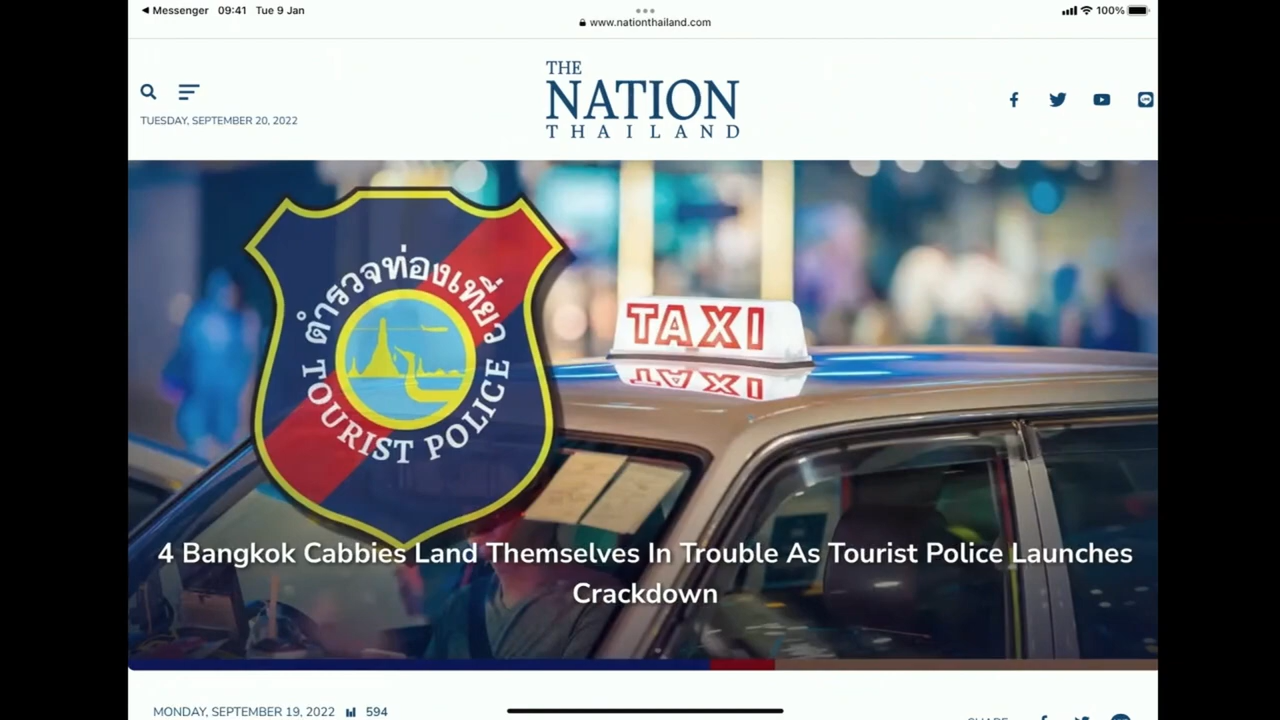 Messenger 09:41 Tue 9 Jan
100%
www.nationthailand.com
THE
NATION
THAILAND
TUESDAY, SEPTEMBER 20, 2022
ตำรวจท่องเที่ยว
TOURIST POLICE
TAXI
4 Bangkok Cabbies Land Themselves In Trouble As Tourist Police Launches
Crackdown
MONDAY, SEPTEMBER 19, 2022 594
SHARE